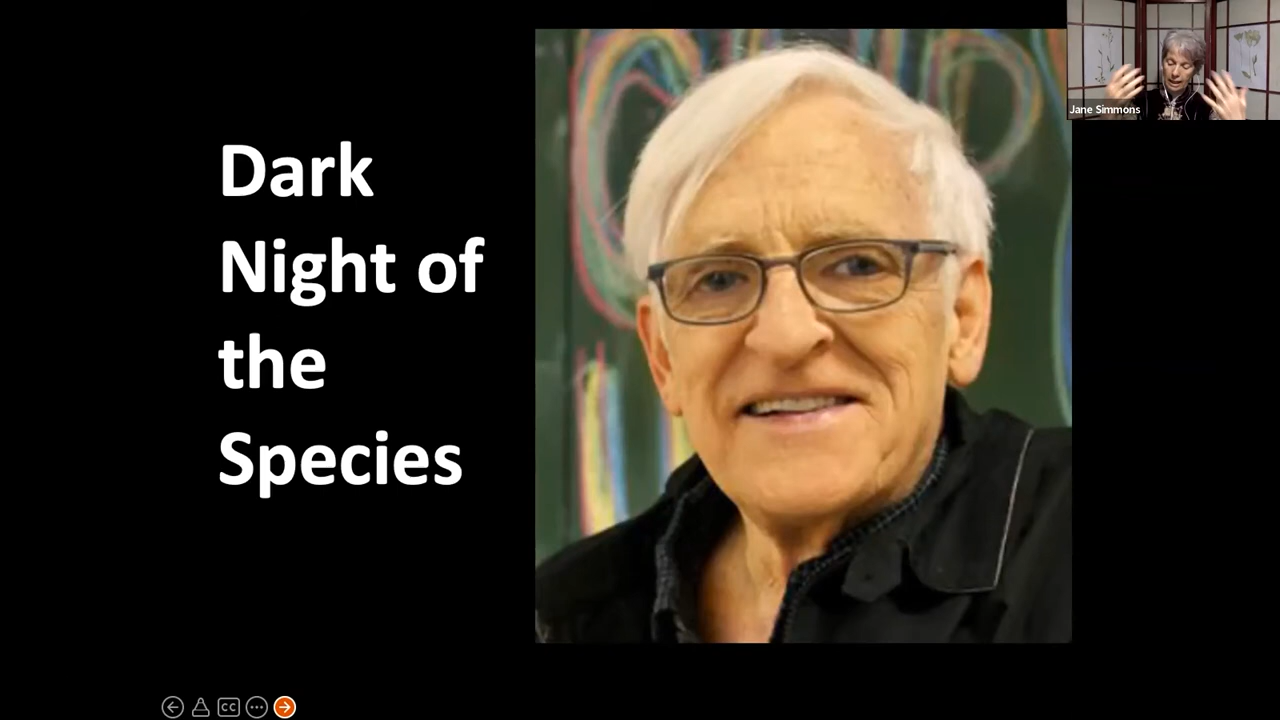 Dark
Night of
the
Species
Jane Simmons
CC